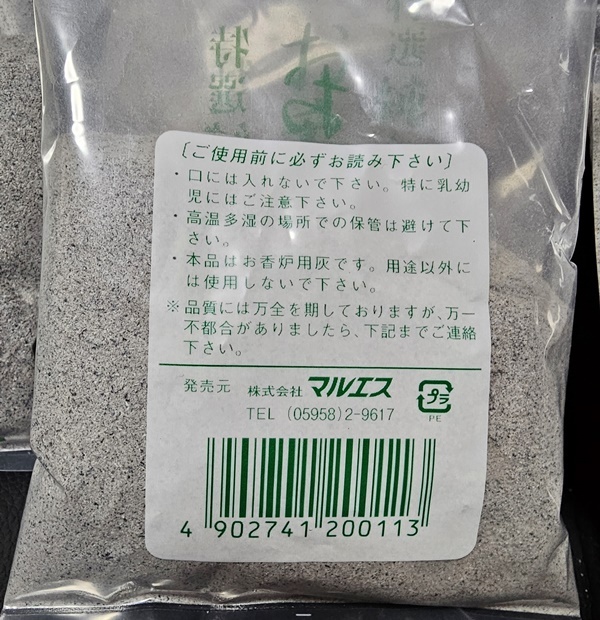 特選
〔ご使用前に必ずお読み下さい〕
・口には入れないで下さい。特に乳幼
児にはご注意下さい。
・高温多湿の場所での保管は避けて下
さい。
・本品はお香炉用灰です。用途以外に
は使用しないで下さい。
※品質には万全を期しておりますが、万一
不都合がありましたら、下記までご連絡
下さい。
発売元 株式会社 マルエス
TEL (05958)2-9617
プラ
PE
4 902741 200113